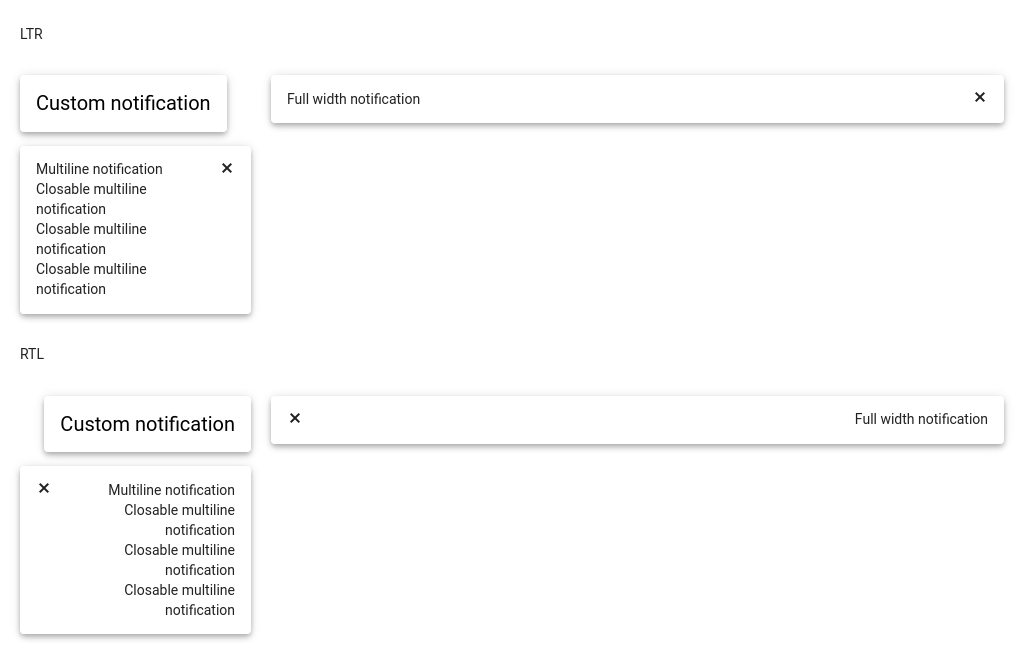 LTR
Custom notification
Full width notification ×
Multiline notification ×
Closable multiline
notification
Closable multiline
notification
Closable multiline
notification
RTL
Custom notification
× Full width notification
× Multiline notification
Closable multiline
notification
Closable multiline
notification
Closable multiline
notification